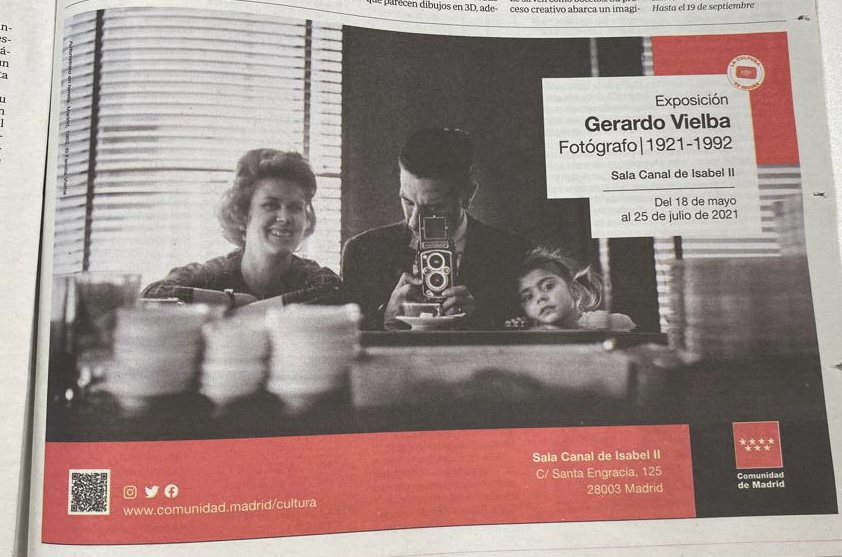 que parecen dibujos en 3D, ade-
ceso creativo abarca un imagi-
Hasta el 19 de septiembre
Exposición
Gerardo Vielba
Fotógrafo|1921-1992
Sala Canal de Isabel II
Del 18 de mayo
al 25 de julio de 2021
www.comunidad.madrid/cultura
Sala Canal de Isabel II
C/ Santa Engracia, 125
28003 Madrid
Comunidad
de Madrid